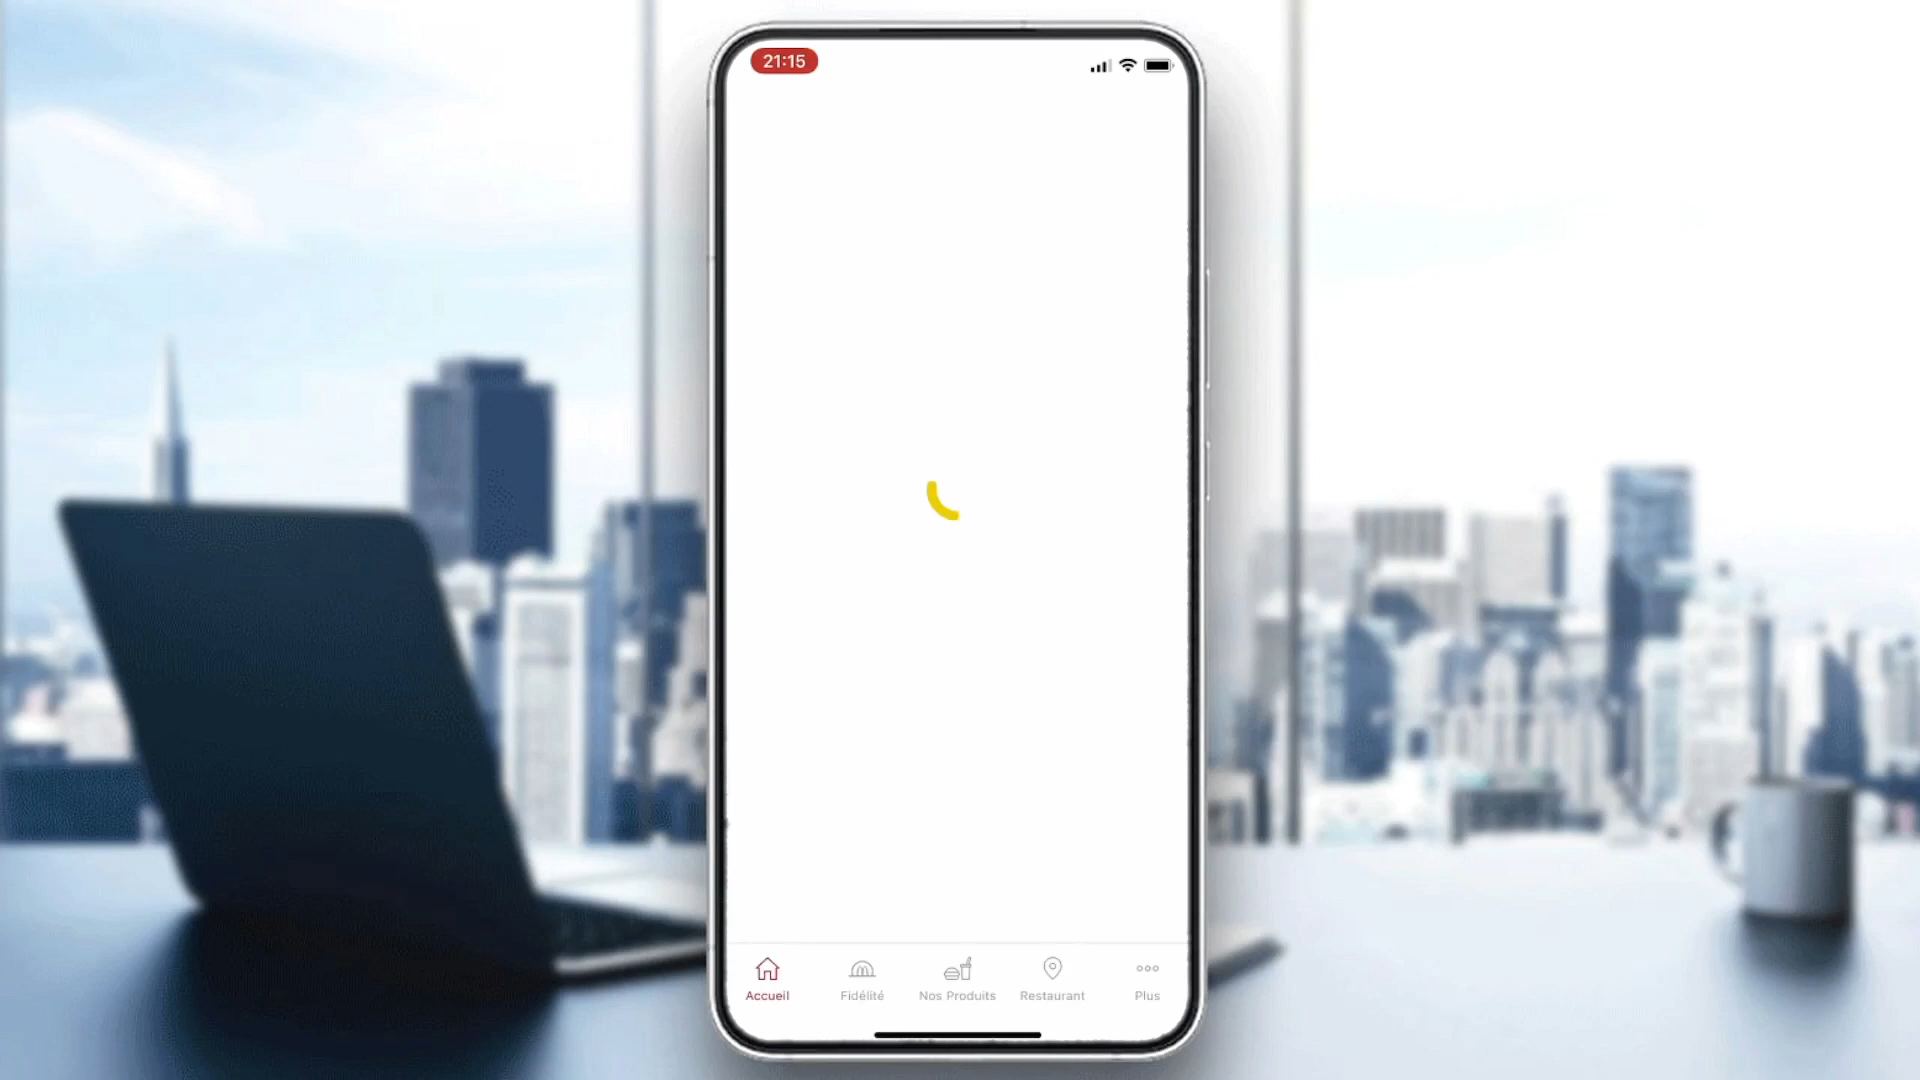 21:15
Accueil
Fidélité
Nos Produits
Restaurant
Plus